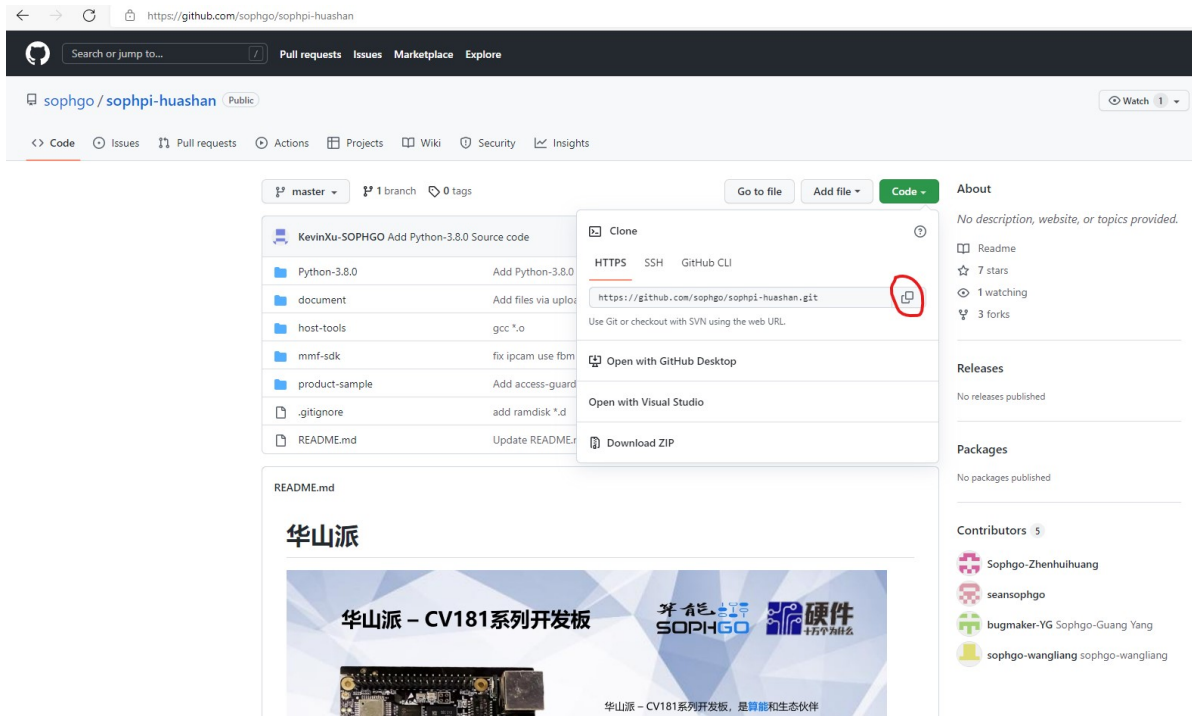 https://github.com/sophgo/sophpi-huashan
Search or jump to... /
Pull requests Issues Marketplace Explore
sophgo / sophpi-huashan Public
Watch 1
Code Issues Pull requests Actions Projects Wiki Security Insights
master 1 branch 0 tags
Go to file Add file Code
KevinXu-SOPHGO Add Python-3.8.0 Source code
Python-3.8.0 Add Python-3.8.0
document Add files via uploa
host-tools gcc *.o
mmf-sdk fix ipcam use fbm
product-sample Add access-guard
.gitignore add ramdisk *.d
README.md Update README.r
Clone
HTTPS SSH GitHub CLI
https://github.com/sophgo/sophpi-huashan.git
Use Git or checkout with SVN using the web URL.
Open with GitHub Desktop
Open with Visual Studio
Download ZIP
README.md
华山派
华山派 – CV181系列开发板
算能
SOPHGO
硬件
十万个为什么
华山派 – CV181系列开发板，是算能和生态伙伴
About
No description, website, or topics provided.
Readme
7 stars
1 watching
3 forks
Releases
No releases published
Packages
No packages published
Contributors 5
Sophgo-Zhenhuihuang
seansophgo
bugmaker-YG Sophgo-Guang Yang
sophgo-wangliang sophgo-wangliang